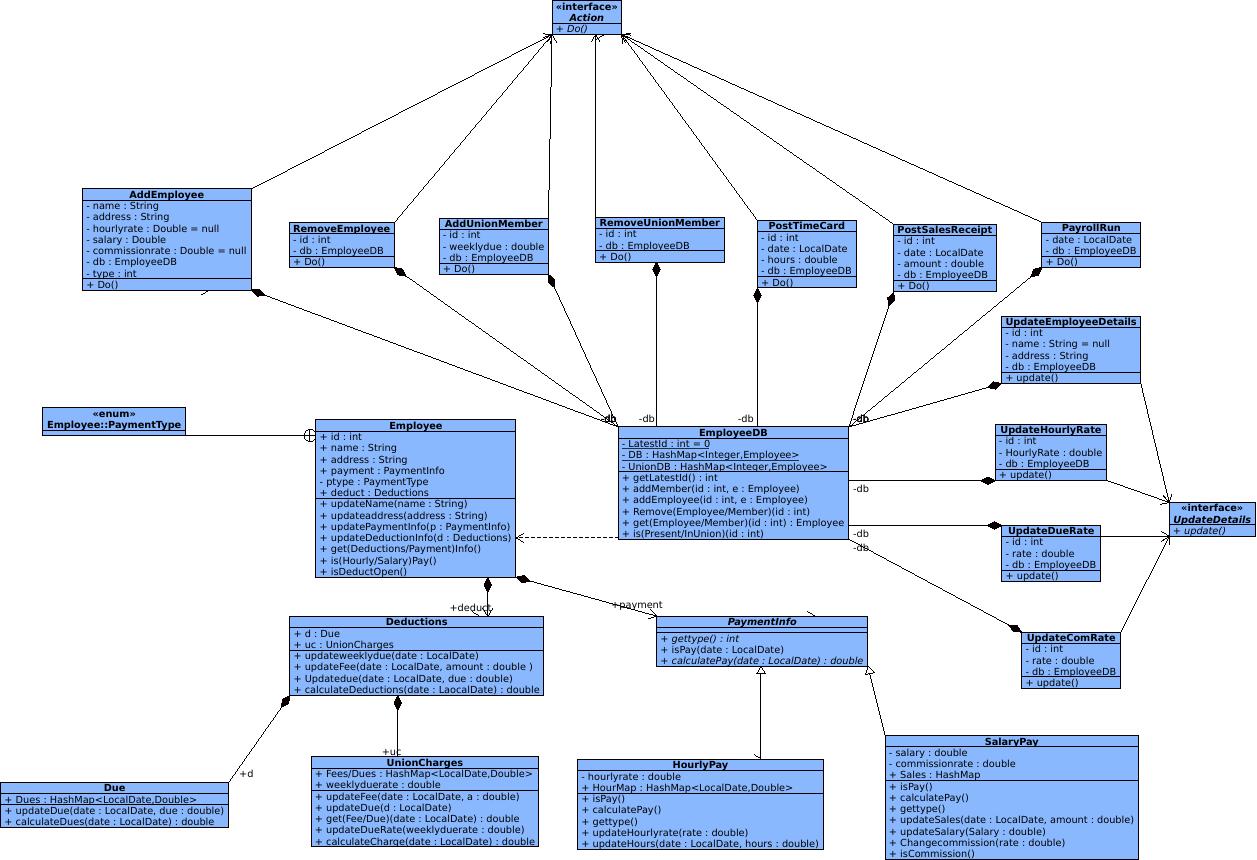 «interface»
Action
+ Do()
AddEmployee
- name : String
- address : String
- hourlyrate : Double = null
- salary : Double
- commissionrate : Double = null
- db : EmployeeDB
- type : int
+ Do()
RemoveEmployee
- id : int
- db : EmployeeDB
+ Do()
AddUnionMember
- id : int
- weeklydue : double
- db : EmployeeDB
+ Do()
RemoveUnionMember
- id : int
- db : EmployeeDB
+ Do()
PostTimeCard
- id : int
- date : LocalDate
- hours : double
- db : EmployeeDB
+ Do()
PostSalesReceipt
- id : int
- date : LocalDate
- amount : double
- db : EmployeeDB
+ Do()
PayrollRun
- date : LocalDate
- db : EmployeeDB
+ Do()
UpdateEmployeeDetails
- id : int
- name : String = null
- address : String
- db : EmployeeDB
+ update()
-db
-db
-db
-db
«enum»
Employee::PaymentType
Employee
+ id : int
+ name : String
+ address : String
+ payment : PaymentInfo
- ptype : PaymentType
+ deduct : Deductions
+ updateName(name : String)
+ updateaddress(address : String)
+ updatePaymentInfo(p : PaymentInfo)
+ updateDeductionInfo(d : Deductions)
+ get(Deductions/Payment)Info()
+ is(Hourly/Salary)Pay()
+ isDeductOpen()
EmployeeDB
- LatestId : int = 0
- DB : HashMap<Integer,Employee>
- UnionDB : HashMap<Integer,Employee>
+ getLatestId() : int
+ addMember(id : int, e : Employee)
+ addEmployee(id : int, e : Employee)
+ Remove(Employee/Member)(id : int)
+ get(Employee/Member)(id : int) : Employee
+ is(Present/InUnion)(id : int)
-db
-db
-db
UpdateHourlyRate
- id : int
- HourlyRate : double
- db : EmployeeDB
+ update()
«interface»
UpdateDetails
+ update()
UpdateDueRate
- id : int
- rate : double
- db : EmployeeDB
+ update()
UpdateComRate
- id : int
- rate : double
- db : EmployeeDB
+ update()
+deduct
+payment
Deductions
+ d : Due
+ uc : UnionCharges
+ updateweeklydue(date : LocalDate)
+ updateFee(date : LocalDate, amount : double )
+ Updatedue(date : LocalDate, due : double)
+ calculateDeductions(date : LaocalDate) : double
PaymentInfo
+ gettype() : int
+ isPay(date : LocalDate)
+ calculatePay(date : LocalDate) : double
+d
+uc
Due
+ Dues : HashMap<LocalDate,Double>
+ updateDue(date : LocalDate, due : double)
+ calculateDues(date : LocalDate) : double
UnionCharges
+ Fees/Dues : HashMap<LocalDate,Double>
+ weeklyduerate : double
+ updateFee(date : LocalDate, a : double)
+ updateDue(d : LocalDate)
+ get(Fee/Due)(date : LocalDate) : double
+ updateDueRate(weeklyduerate : double)
+ calculateCharge(date : LocalDate) : double
HourlyPay
- hourlyrate : double
+ HourMap : HashMap<LocalDate,Double>
+ isPay()
+ calculatePay()
+ gettype()
+ updateHourlyrate(rate : double)
+ updateHours(date : LocalDate, hours : double)
SalaryPay
- salary : double
- commissionrate : double
+ Sales : HashMap
+ isPay()
+ calculatePay()
+ gettype()
+ updateSales(date : LocalDate, amount : double)
+ updateSalary(Salary : double)
+ Changecommission(rate : double)
+ isCommission()